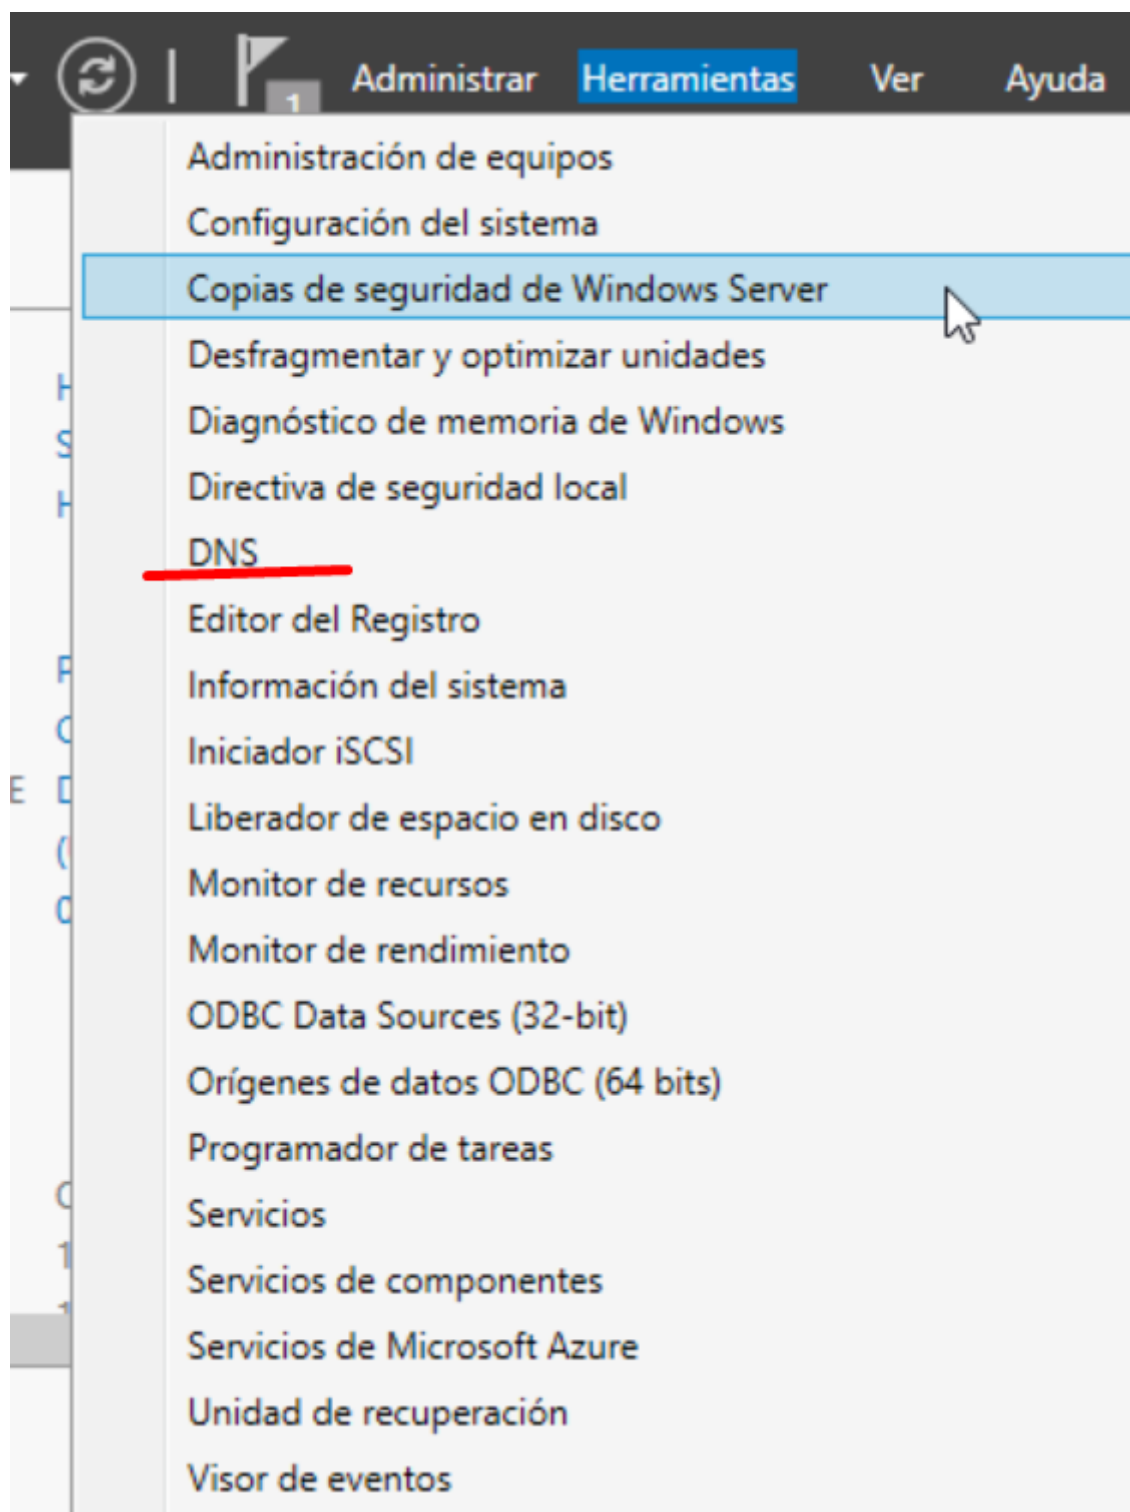 1
Administrar Herramientas Ver Ayuda
Administración de equipos
Configuración del sistema
Copias de seguridad de Windows Server
Desfragmentar y optimizar unidades
Diagnóstico de memoria de Windows
Directiva de seguridad local
DNS
Editor del Registro
Información del sistema
Iniciador iSCSI
Liberador de espacio en disco
Monitor de recursos
Monitor de rendimiento
ODBC Data Sources (32-bit)
Orígenes de datos ODBC (64 bits)
Programador de tareas
Servicios
Servicios de componentes
Servicios de Microsoft Azure
Unidad de recuperación
Visor de eventos